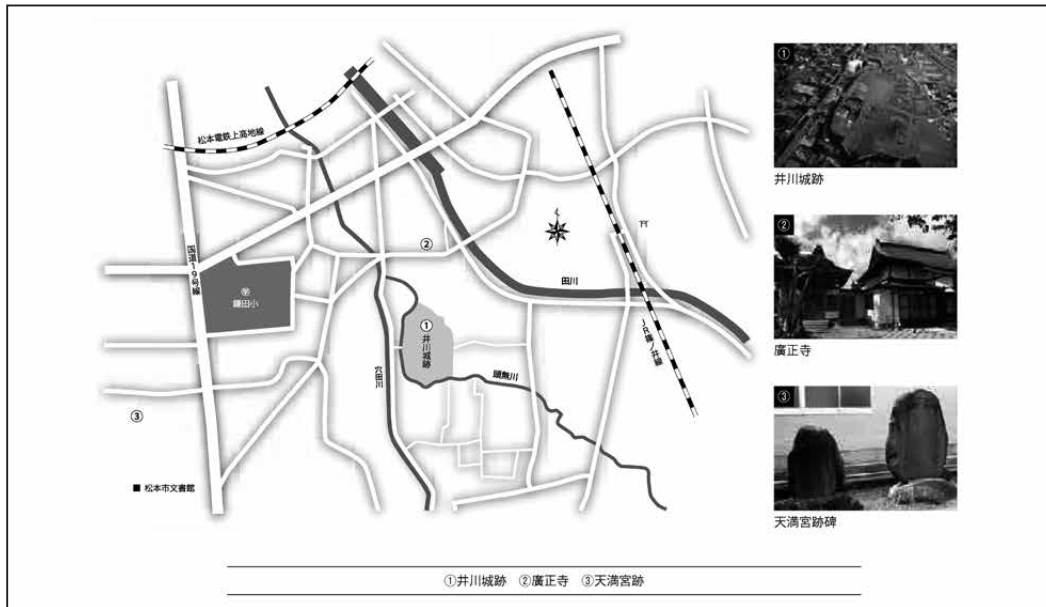 松本電鉄上高地線
国道19号線
文
鎌田小
②
①
井川城跡
穴田川
頭無川
田川
JR篠ノ井線
③
■ 松本市文書館
①
井川城跡
②
廣正寺
③
天満宮跡碑
①井川城跡 ②廣正寺 ③天満宮跡